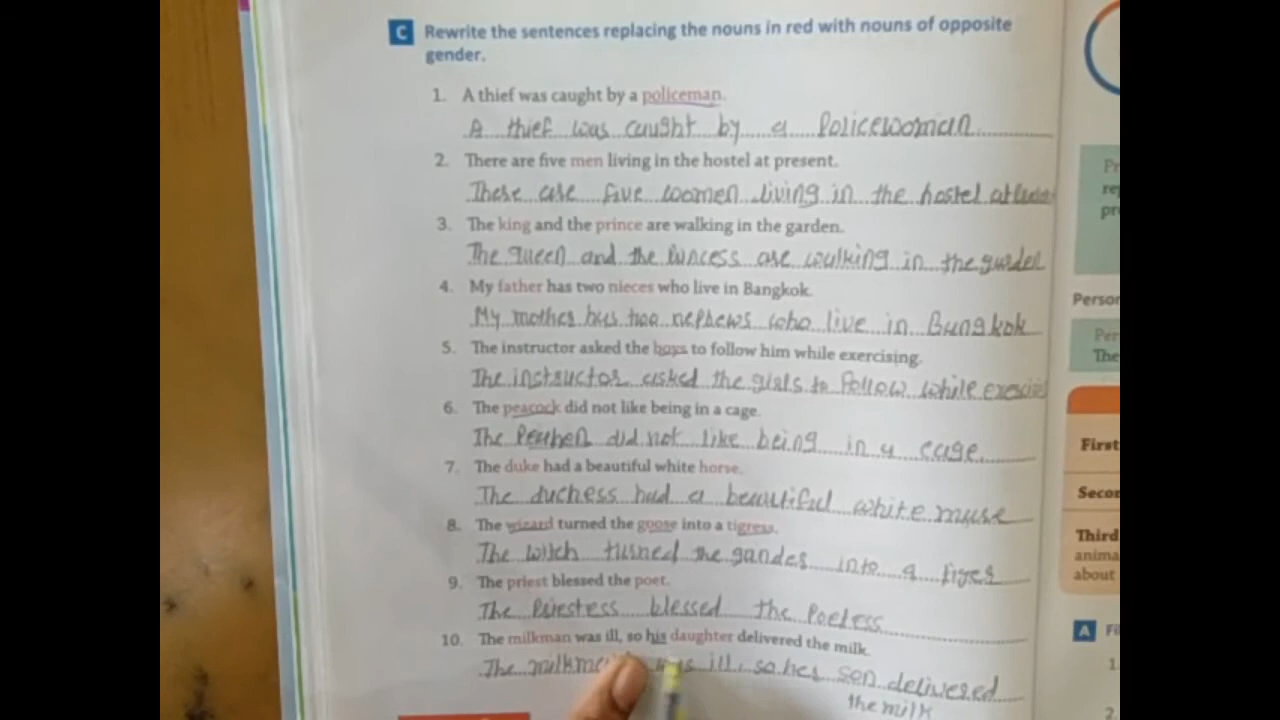 C Rewrite the sentences replacing the nouns in red with nouns of opposite
gender.
1. A thief was caught by a policeman.
A thief was caught by a Policewoman
2. There are five men living in the hostel at present.
There are five women living in the hostel at
3. The king and the prince are walking in the garden.
The queen and the Princess are walking in the garden
4. My father has two nieces who live in Bangkok.
My mother has two nephews who live in Bangkok
5. The instructor asked the boys to follow him while exercising.
The instructor asked the girls to follow while
6. The peacock did not like being in a cage.
The Peahen did not like being in a cage.
7. The duke had a beautiful white horse.
The duchess had a beautiful white
8. The wizard turned the goose into a tigress.
The witch turned the gander into a tiger
9. The priest blessed the poet.
The Priestess blessed the Poetess
10. The milkman was ill, so his daughter delivered the milk.
The was ill, so her son delivered
the milk
Person
The
First
Secon
Third
anima
about
A Fi
1.
2.